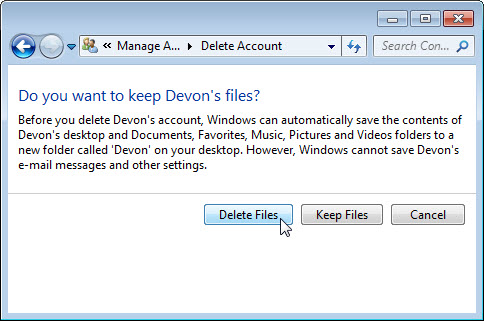 « Manage A... Delete Account Search Con...
Do you want to keep Devon's files?
Before you delete Devon's account, Windows can automatically save the contents of
Devon's desktop and Documents, Favorites, Music, Pictures and Videos folders to
a new folder called 'Devon' on your desktop. However, Windows cannot save Devon's
e-mail messages and other settings.
Delete Files Keep Files Cancel